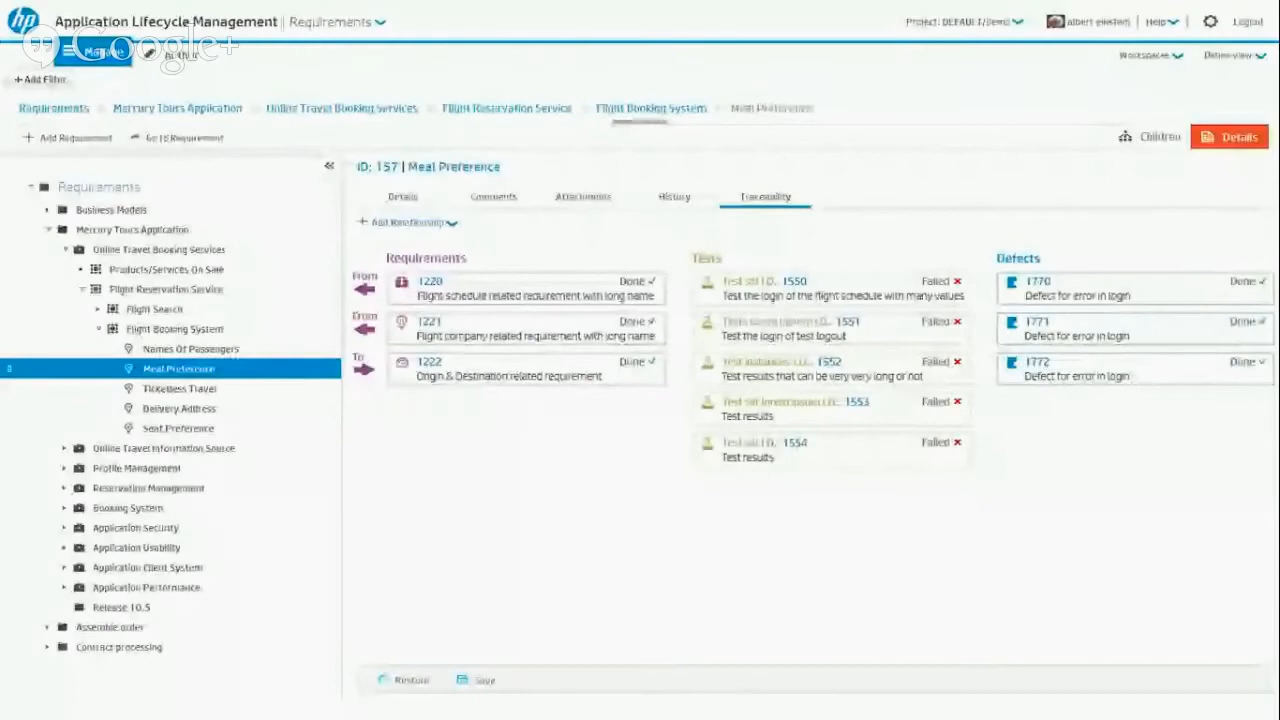 hp Application Lifecycle Management | Requirements Project: DEFAULT/Demo albert einstein | Help Logout
Google+
Manage Author Workspaces
+ Add Filter
Requirements Mercury Tours Application Online Travel Booking Services Flight Reservation Service Flight Booking System Meal Preference
+ Add Requirement Go To Requirement Children Details
ID: 157 | Meal Preference
Details Comments Attachments History Traceability
+ Add Relationship
Requirements
Business Models
Mercury Tours Application
Online Travel Booking Services
Products/Services On Sale
Flight Reservation Service
Flight Search
Flight Booking System
Names Of Passengers
Meal Preference
Ticketless Travel
Delivery Address
Seat Preference
Online Travel Information Source
Profile Management
Reservation Management
Booking System
Application Security
Application Usability
Application Client System
Application Performance
Release 10.5
Assemble order
Contract processing
Requirements
From 1220 Done ✓
Flight schedule related requirement with long name
From 1221 Done ✓
Flight company related requirement with long name
To 1222 Done ✓
Origin & Destination related requirement
Tests
Test set I.D. 1550 Failed ×
Test the login of the flight schedule with many values
1551 Failed ×
Test the login of test logout
Test instances I.D. 1552 Failed ×
Test results that can be very very long or not
1553 Failed ×
Test results
Test set I.D. 1554 Failed ×
Test results
Defects
1770 Done ✓
Defect for error in login
1771 Done ✓
Defect for error in login
1772 Done ✓
Defect for error in login
Restore Save